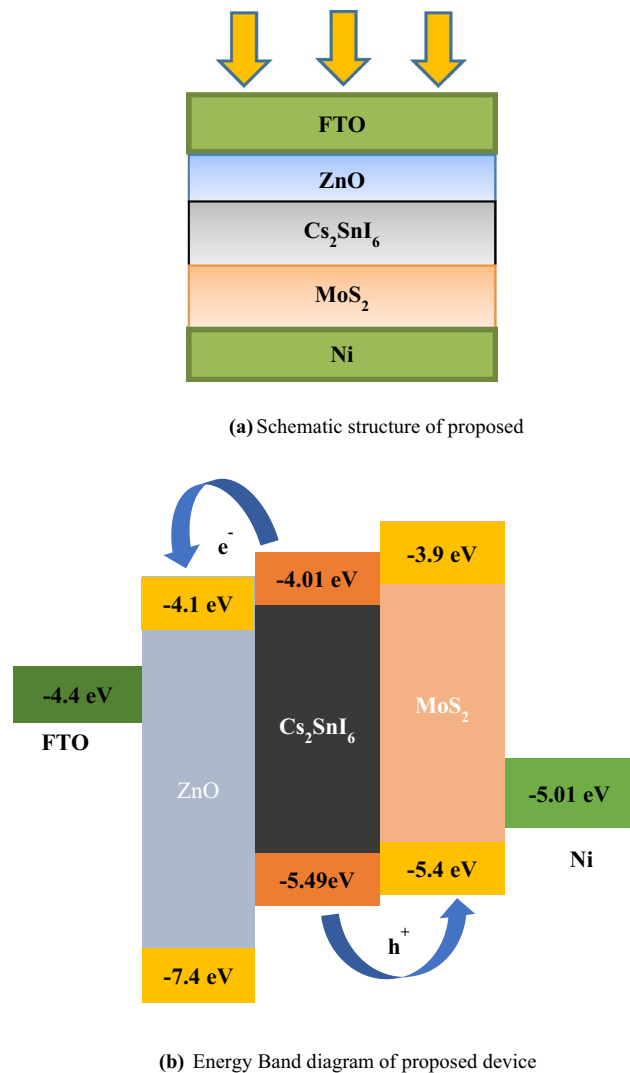 FTO
ZnO
Cs₂SnI₆
MoS₂
Ni
(a) Schematic structure of proposed
e⁻
-3.9 eV
-4.01 eV
-4.1 eV
-4.4 eV
MoS₂
FTO
Cs₂SnI₆
ZnO
-5.01 eV
Ni
-5.4 eV
-5.49eV
h⁺
-7.4 eV
(b) Energy Band diagram of proposed device